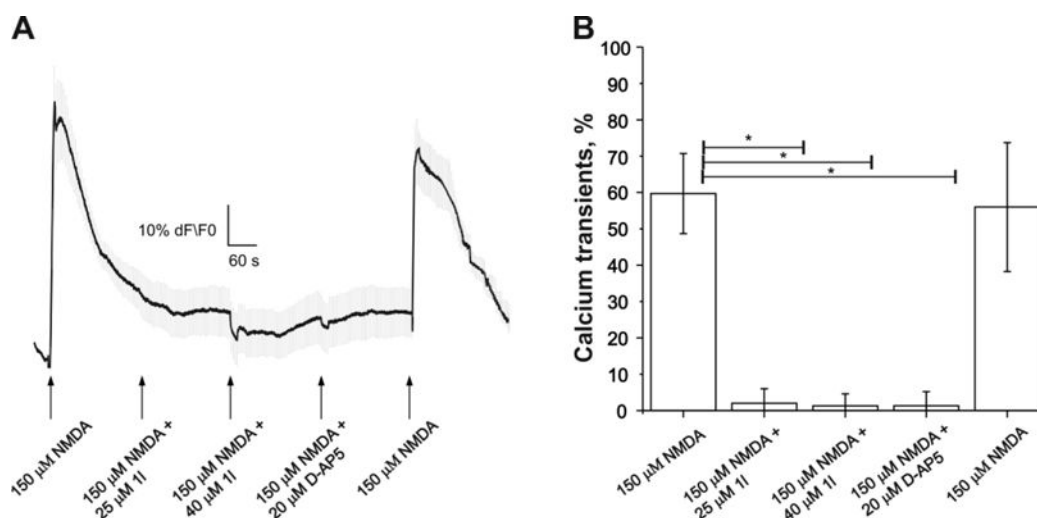 A
10% dF\F0
60 s
150 µM NMDA
150 µM NMDA +
25 µM 1l
150 µM NMDA +
40 µM 1l
150 µM NMDA +
20 µM D-AP5
150 µM NMDA
B
Calcium transients, %
100
90
80
70
60
50
40
30
20
10
0
*
*
*
150 µM NMDA
150 µM NMDA +
25 µM 1l
150 µM NMDA +
40 µM 1l
150 µM NMDA +
20 µM D-AP5
150 µM NMDA